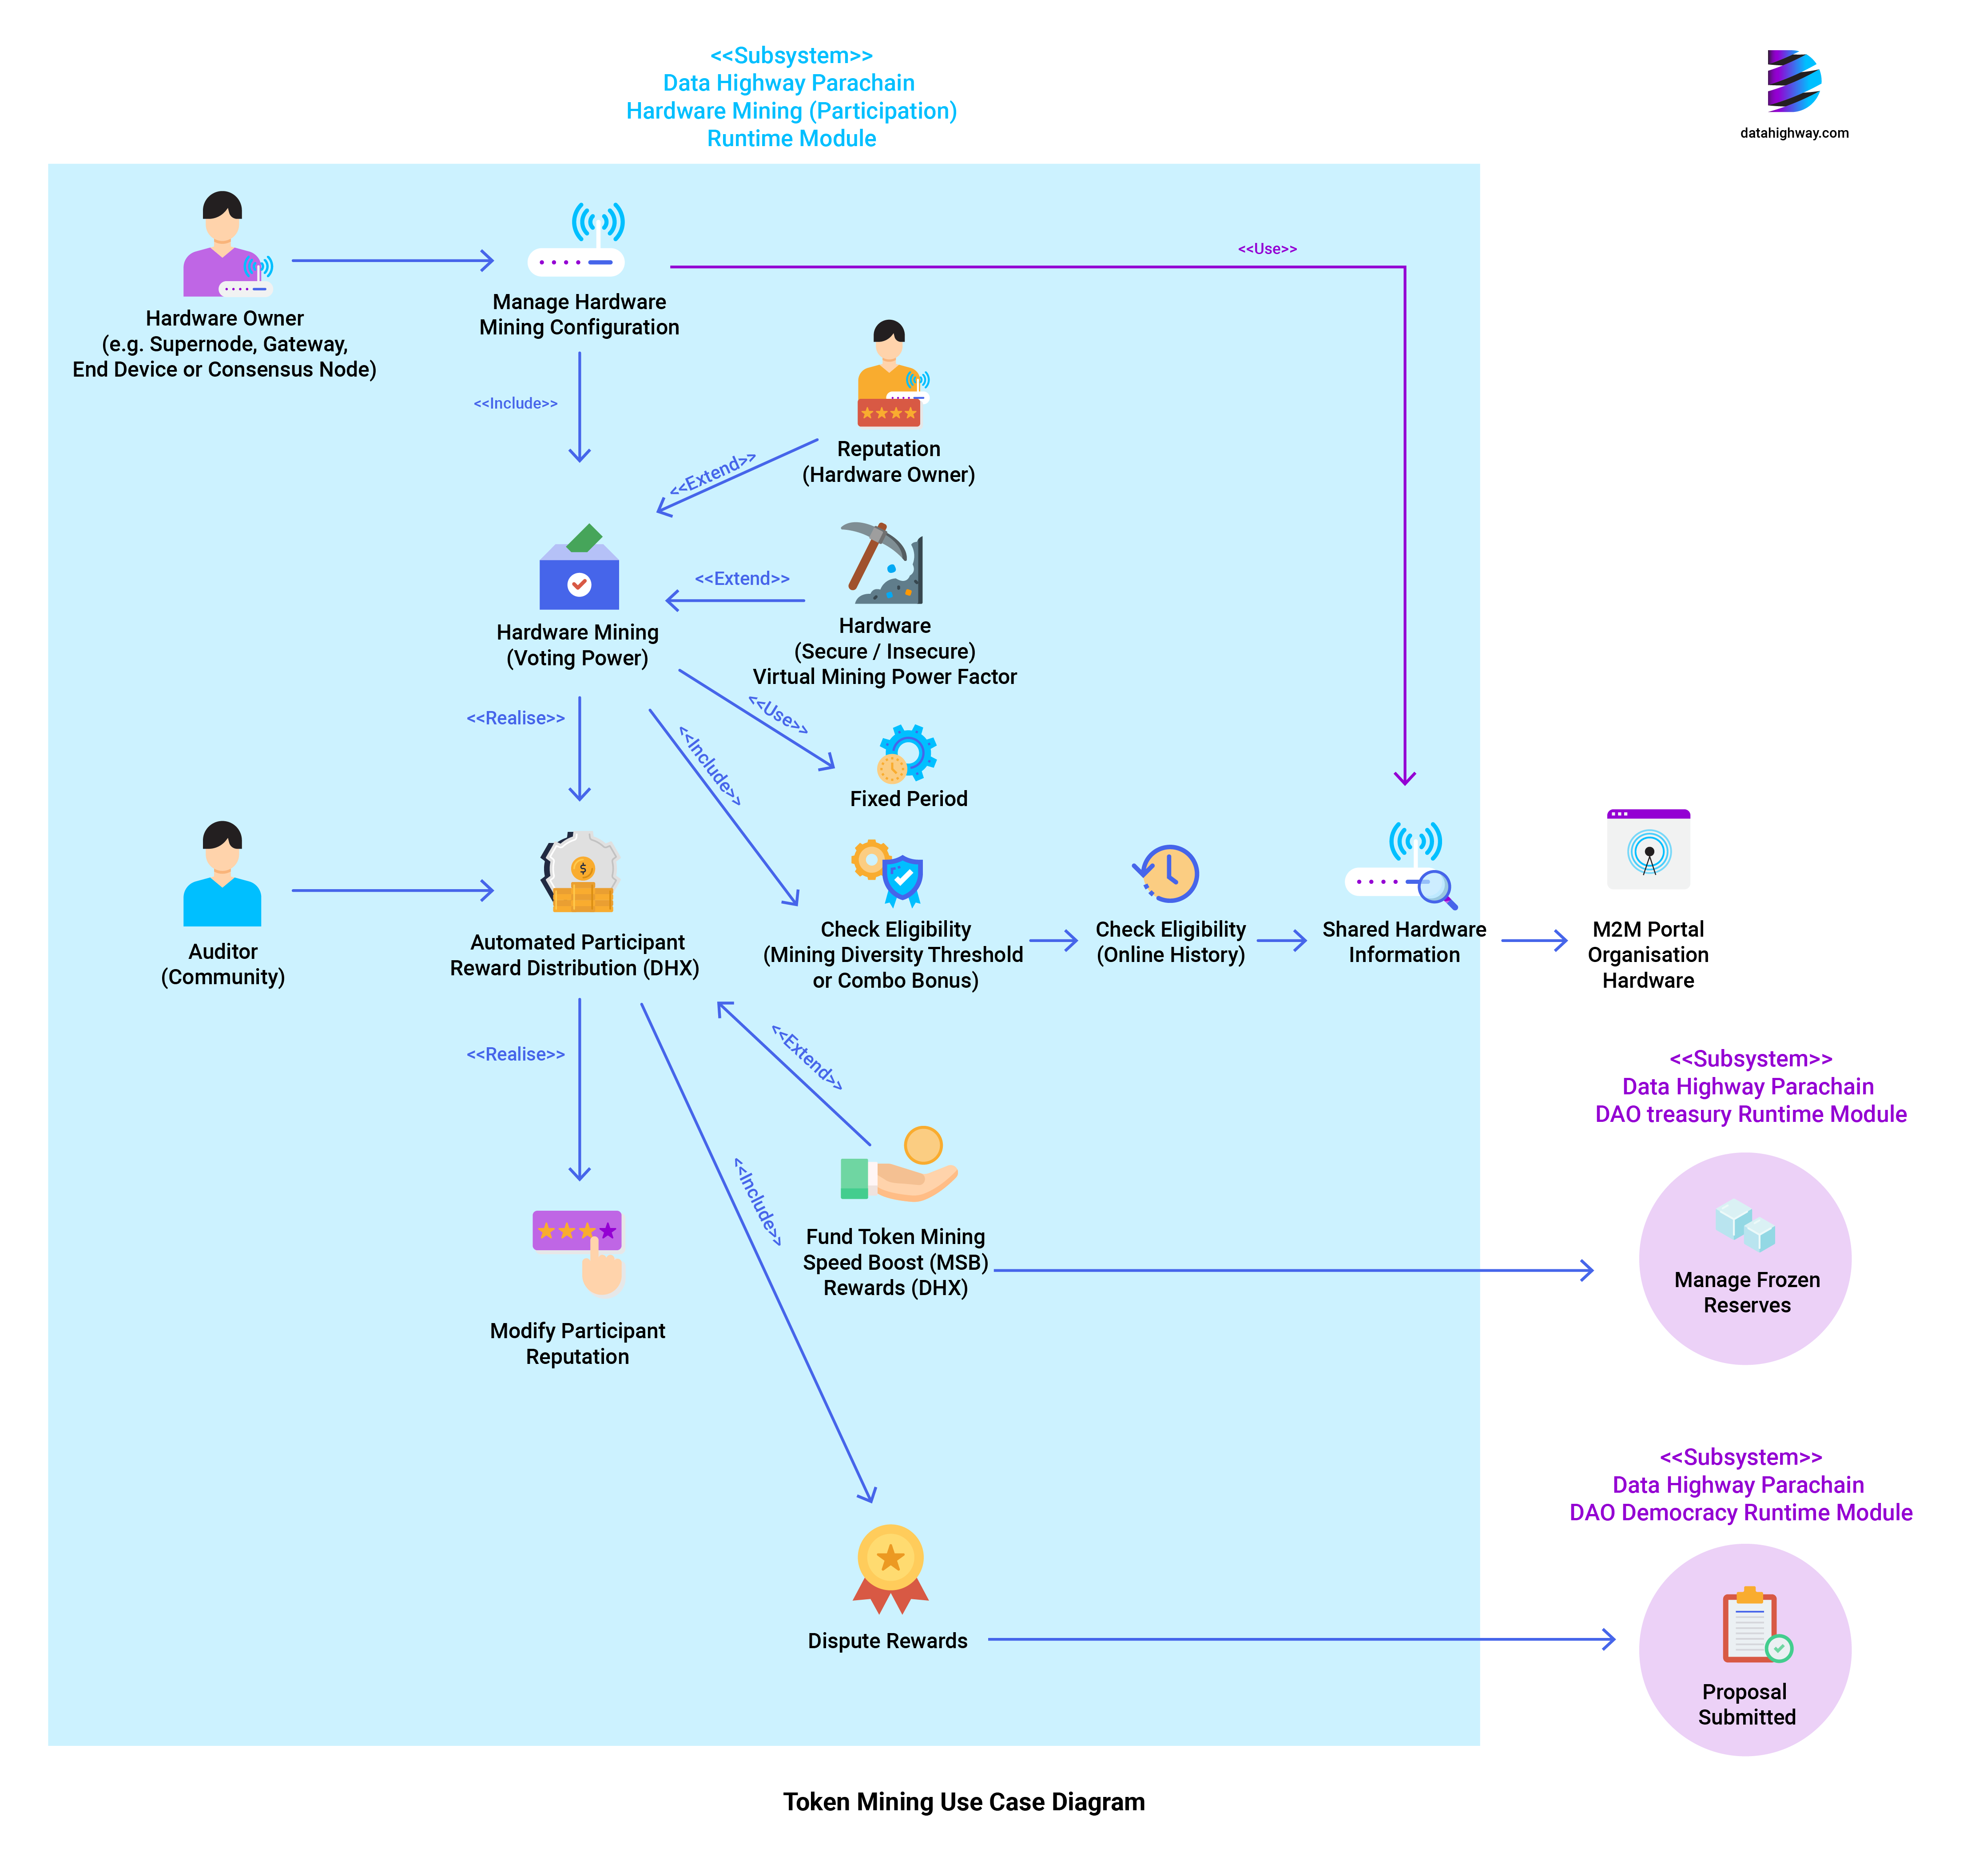 <<Subsystem>>
Data Highway Parachain
Hardware Mining (Participation)
Runtime Module
datahighway.com
<<Use>>
Hardware Owner
(e.g. Supernode, Gateway,
End Device or Consensus Node)
Manage Hardware
Mining Configuration
<<Include>>
Reputation
(Hardware Owner)
<<Extend>>
<<Extend>>
Hardware Mining
(Voting Power)
Hardware
(Secure / Insecure)
Virtual Mining Power Factor
<<Realise>>
<<Use>>
<<Include>>
Fixed Period
Auditor
(Community)
$
Automated Participant
Reward Distribution (DHX)
Check Eligibility
(Mining Diversity Threshold
or Combo Bonus)
Check Eligibility
(Online History)
Shared Hardware
Information
M2M Portal
Organisation
Hardware
<<Realise>>
<<Extend>>
<<Subsystem>>
Data Highway Parachain
DAO treasury Runtime Module
<<Include>>
Fund Token Mining
Speed Boost (MSB)
Rewards (DHX)
Manage Frozen
Reserves
Modify Participant
Reputation
<<Subsystem>>
Data Highway Parachain
DAO Democracy Runtime Module
Dispute Rewards
Proposal
Submitted
Token Mining Use Case Diagram